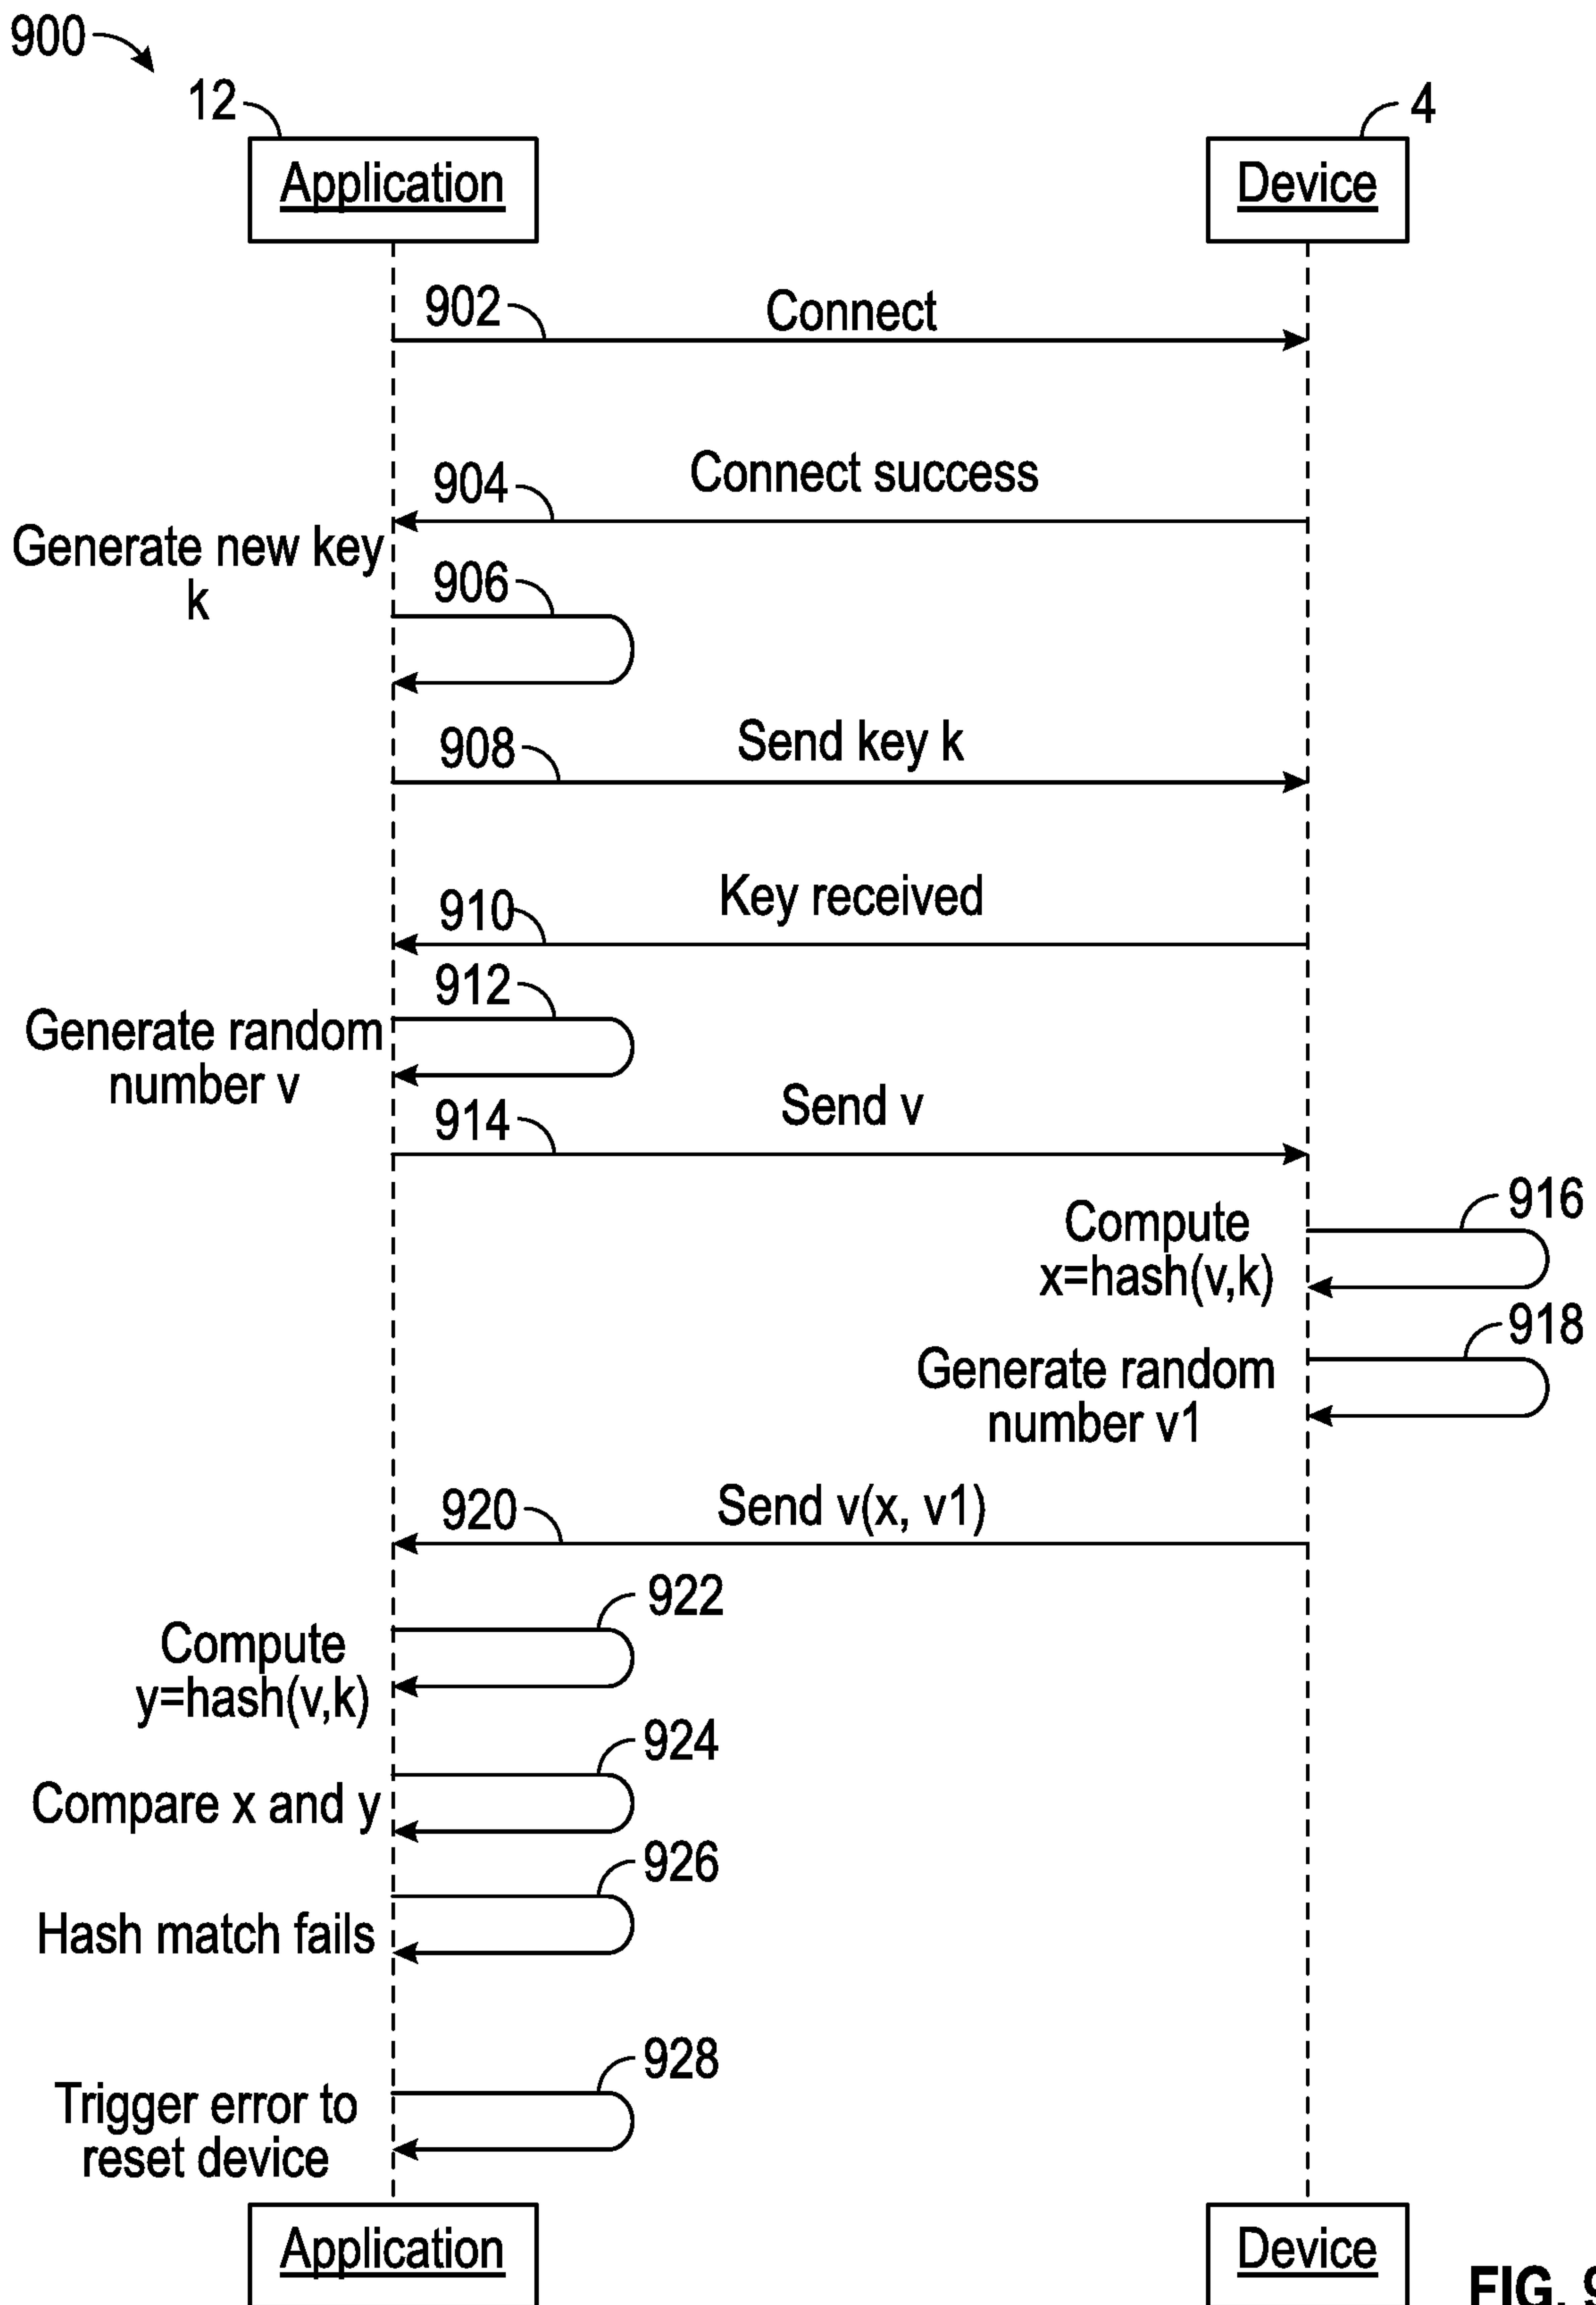 900
12
4
Application
Device
902
Connect
904
Connect success
Generate new key
k
906
908
Send key k
910
Key received
912
Generate random
number v
914
Send v
916
Compute
x=hash(v,k)
918
Generate random
number v1
920
Send v(x, v1)
922
Compute
y=hash(v,k)
924
Compare x and y
926
Hash match fails
928
Trigger error to
reset device
Application
Device
FIG. 9